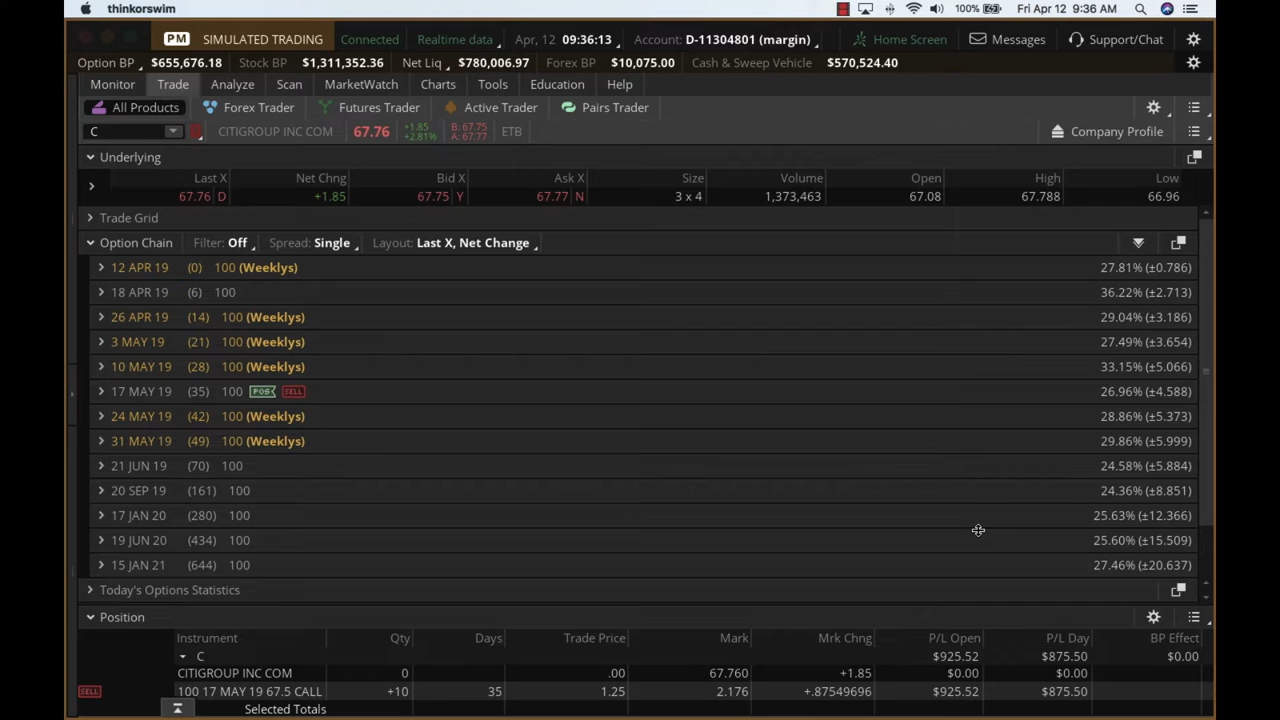 thinkorswim 100% Fri Apr 12 9:36 AM
PM SIMULATED TRADING Connected Realtime data Apr, 12 09:36:13 Account: D-11304801 (margin) Home Screen Messages Support/Chat
Option BP $655,676.18 Stock BP $1,311,352.36 Net Liq $780,006.97 Forex BP $10,075.00 Cash & Sweep Vehicle $570,524.40
Monitor Trade Analyze Scan MarketWatch Charts Tools Education Help
All Products Forex Trader Futures Trader Active Trader Pairs Trader
C CITIGROUP INC COM 67.76 +1.85 +2.81% B: 67.75 A: 67.77 ETB Company Profile
Underlying
Last X Net Chng Bid X Ask X Size Volume Open High Low
67.76 D +1.85 67.75 Y 67.77 N 3 x 4 1,373,463 67.08 67.788 66.96
Trade Grid
Option Chain Filter: Off Spread: Single Layout: Last X, Net Change
12 APR 19 (0) 100 (Weeklys) 27.81% (±0.786)
18 APR 19 (6) 100 36.22% (±2.713)
26 APR 19 (14) 100 (Weeklys) 29.04% (±3.186)
3 MAY 19 (21) 100 (Weeklys) 27.49% (±3.654)
10 MAY 19 (28) 100 (Weeklys) 33.15% (±5.066)
17 MAY 19 (35) 100 POS SELL 26.96% (±4.588)
24 MAY 19 (42) 100 (Weeklys) 28.86% (±5.373)
31 MAY 19 (49) 100 (Weeklys) 29.86% (±5.999)
21 JUN 19 (70) 100 24.58% (±5.884)
20 SEP 19 (161) 100 24.36% (±8.851)
17 JAN 20 (280) 100 25.63% (±12.366)
19 JUN 20 (434) 100 25.60% (±15.509)
15 JAN 21 (644) 100 27.46% (±20.637)
Today's Options Statistics
Position
Instrument Qty Days Trade Price Mark Mrk Chng P/L Open P/L Day BP Effect
C $925.52 $875.50 $0.00
CITIGROUP INC COM 0 .00 67.760 +1.85 $0.00 $0.00
SELL 100 17 MAY 19 67.5 CALL +10 35 1.25 2.176 +.87549696 $925.52 $875.50
Selected Totals